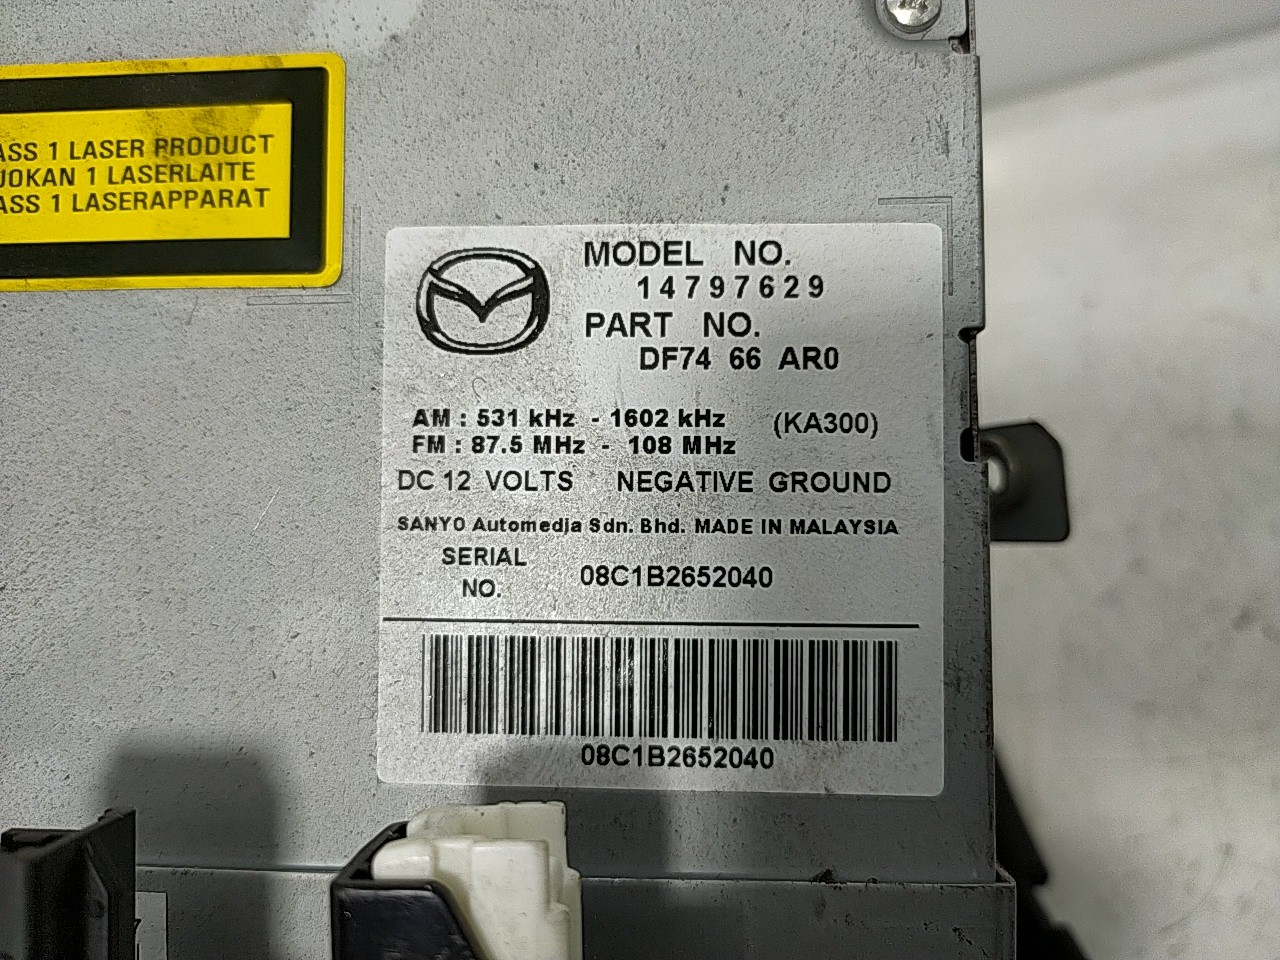 ASS 1 LASER PRODUCT
UOKAN 1 LASERLAITE
ASS 1 LASERAPPARAT
MODEL NO.
14797629
PART NO.
DF74 66 AR0
AM : 531 kHz - 1602 kHz (KA300)
FM : 87.5 MHz - 108 MHz
DC 12 VOLTS NEGATIVE GROUND
SANYO Automedia Sdn. Bhd. MADE IN MALAYSIA
SERIAL
NO. 08C1B2652040
08C1B2652040